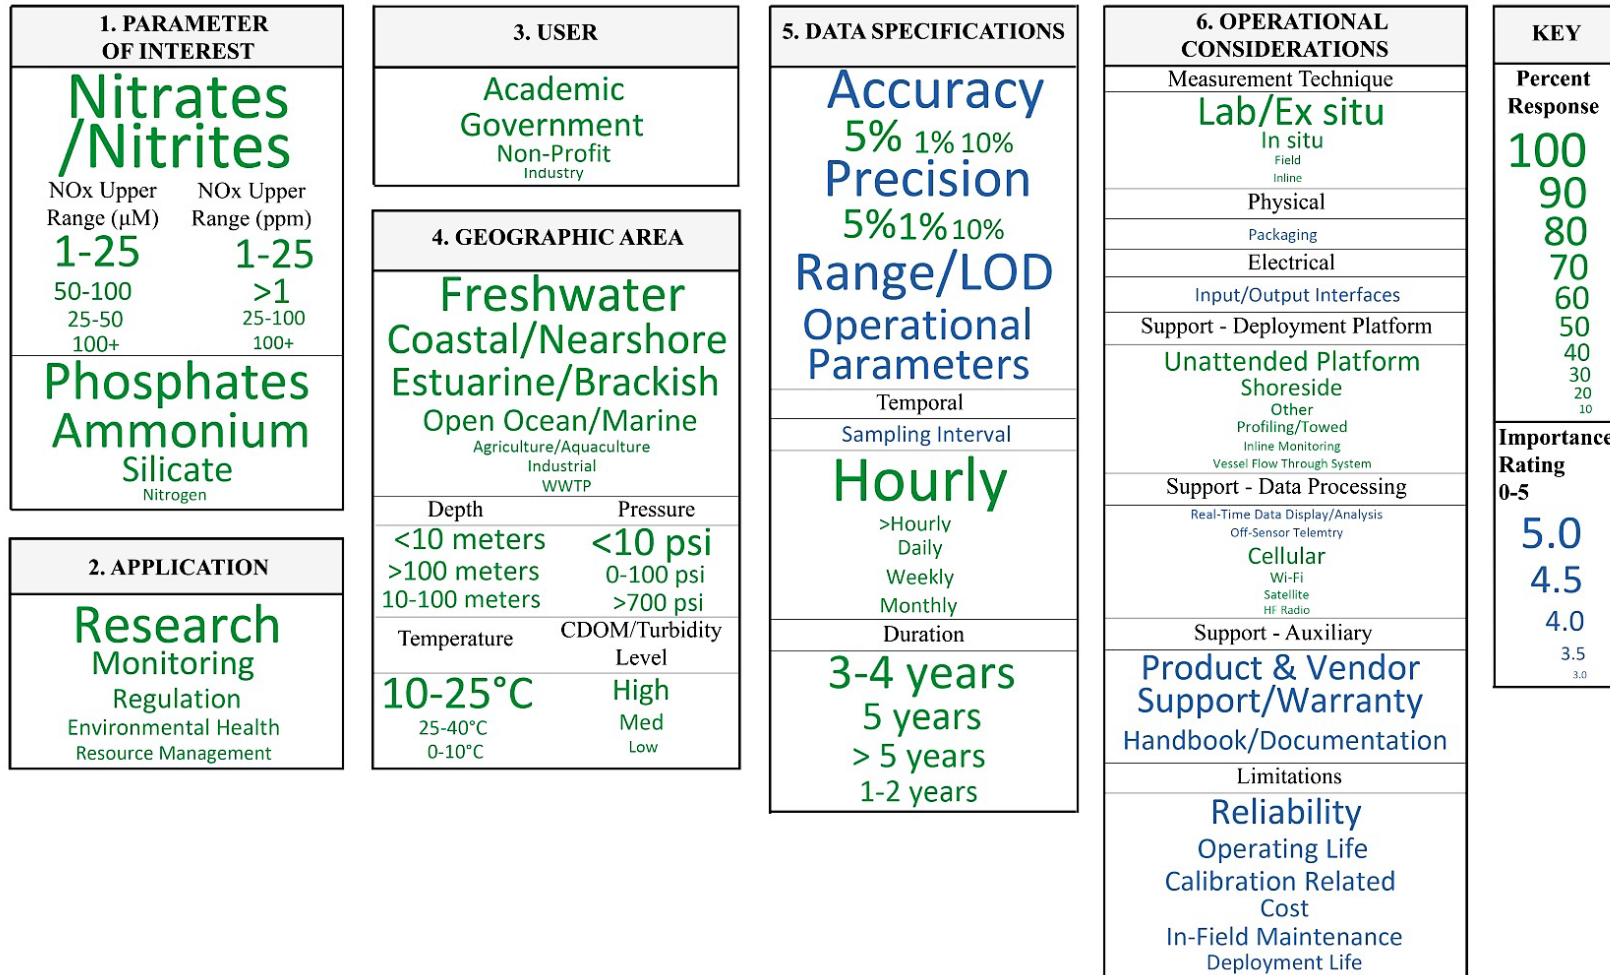 1. PARAMETER
OF INTEREST
Nitrates
/Nitrites
NOx Upper
Range (µM)
NOx Upper
Range (ppm)
1-25
1-25
50-100
>1
25-50
25-100
100+
100+
Phosphates
Ammonium
Silicate
Nitrogen
2. APPLICATION
Research
Monitoring
Regulation
Environmental Health
Resource Management
3. USER
Academic
Government
Non-Profit
Industry
4. GEOGRAPHIC AREA
Freshwater
Coastal/Nearshore
Estuarine/Brackish
Open Ocean/Marine
Agriculture/Aquaculture
Industrial
WWTP
Depth
Pressure
<10 meters
<10 psi
>100 meters
0-100 psi
10-100 meters
>700 psi
Temperature
CDOM/Turbidity
Level
10-25°C
High
25-40°C
Med
0-10°C
Low
5. DATA SPECIFICATIONS
Accuracy
5% 1% 10%
Precision
5% 1% 10%
Range/LOD
Operational
Parameters
Temporal
Sampling Interval
Hourly
>Hourly
Daily
Weekly
Monthly
Duration
3-4 years
5 years
> 5 years
1-2 years
6. OPERATIONAL
CONSIDERATIONS
Measurement Technique
Lab/Ex situ
In situ
Field
Inline
Physical
Packaging
Electrical
Input/Output Interfaces
Support - Deployment Platform
Unattended Platform
Shoreside
Other
Profiling/Towed
Inline Monitoring
Vessel Flow Through System
Support - Data Processing
Real-Time Data Display/Analysis
Off-Sensor Telemtry
Cellular
Wi-Fi
Satellite
HF Radio
Support - Auxiliary
Product & Vendor
Support/Warranty
Handbook/Documentation
Limitations
Reliability
Operating Life
Calibration Related
Cost
In-Field Maintenance
Deployment Life
KEY
Percent
Response
100
90
80
70
60
50
40
30
20
10
Importance
Rating
0-5
5.0
4.5
4.0
3.5
3.0